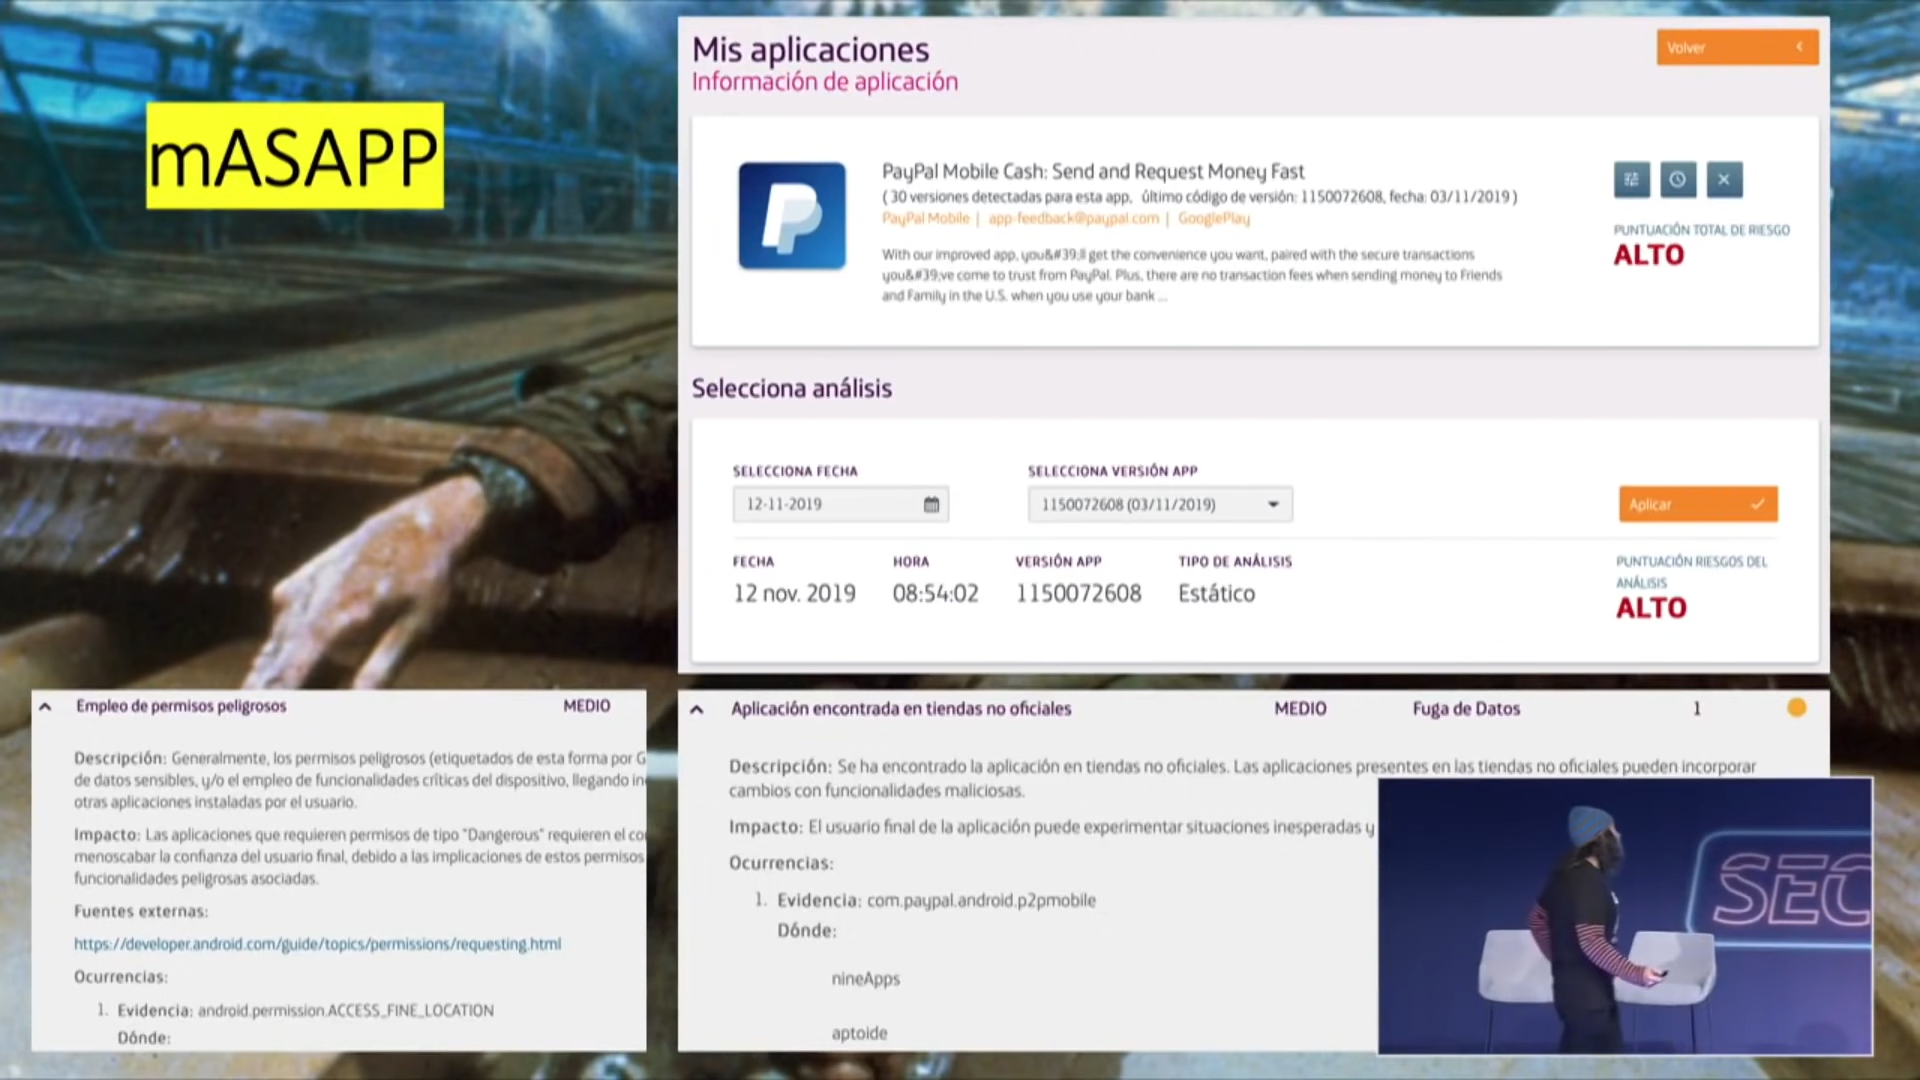 mASAPP
Mis aplicaciones
Información de aplicación
Volver
PayPal Mobile Cash: Send and Request Money Fast
( 30 versiones detectadas para esta app, último código de versión: 1150072608, fecha: 03/11/2019 )
PayPal Mobile | app-feedback@paypal.com | GooglePlay
With our improved app, you&#39;ll get the convenience you want, paired with the secure transactions
you&#39;ve come to trust from PayPal. Plus, there are no transaction fees when sending money to Friends
and Family in the U.S. when you use your bank ...
PUNTUACIÓN TOTAL DE RIESGO
ALTO
Selecciona análisis
SELECCIONA FECHA
12-11-2019
SELECCIONA VERSIÓN APP
1150072608 (03/11/2019)
Aplicar
FECHA
12 nov. 2019
HORA
08:54:02
VERSIÓN APP
1150072608
TIPO DE ANÁLISIS
Estático
PUNTUACIÓN RIESGOS DEL
ANÁLISIS
ALTO
Empleo de permisos peligrosos MEDIO
Descripción: Generalmente, los permisos peligrosos (etiquetados de esta forma por G
de datos sensibles, y/o el empleo de funcionalidades críticas del dispositivo, llegando in
otras aplicaciones instaladas por el usuario.
Impacto: Las aplicaciones que requieren permisos de tipo "Dangerous" requieren el co
menoscabar la confianza del usuario final, debido a las implicaciones de estos permisos
funcionalidades peligrosas asociadas.
Fuentes externas:
https://developer.android.com/guide/topics/permissions/requesting.html
Ocurrencias:
1. Evidencia: android.permission.ACCESS_FINE_LOCATION
Dónde:
Aplicación encontrada en tiendas no oficiales MEDIO Fuga de Datos 1
Descripción: Se ha encontrado la aplicación en tiendas no oficiales. Las aplicaciones presentes en las tiendas no oficiales pueden incorporar
cambios con funcionalidades maliciosas.
Impacto: El usuario final de la aplicación puede experimentar situaciones inesperadas y
Ocurrencias:
1. Evidencia: com.paypal.android.p2pmobile
Dónde:
nineApps
aptoide
SEC